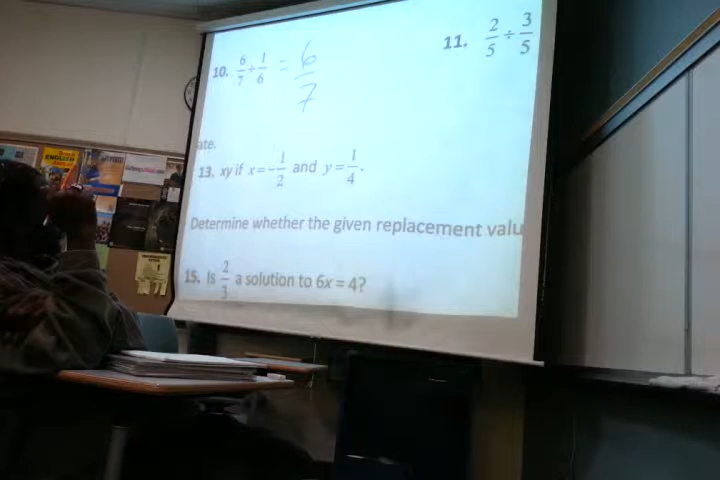 10. 6/7 ÷ 1/6 = 6/7
11. 2/5 ÷ 3/5
ate.
13. xy if x = -1/2 and y = 1/4.
Determine whether the given replacement valu
15. Is 2/3 a solution to 6x = 4?
ENGLISH